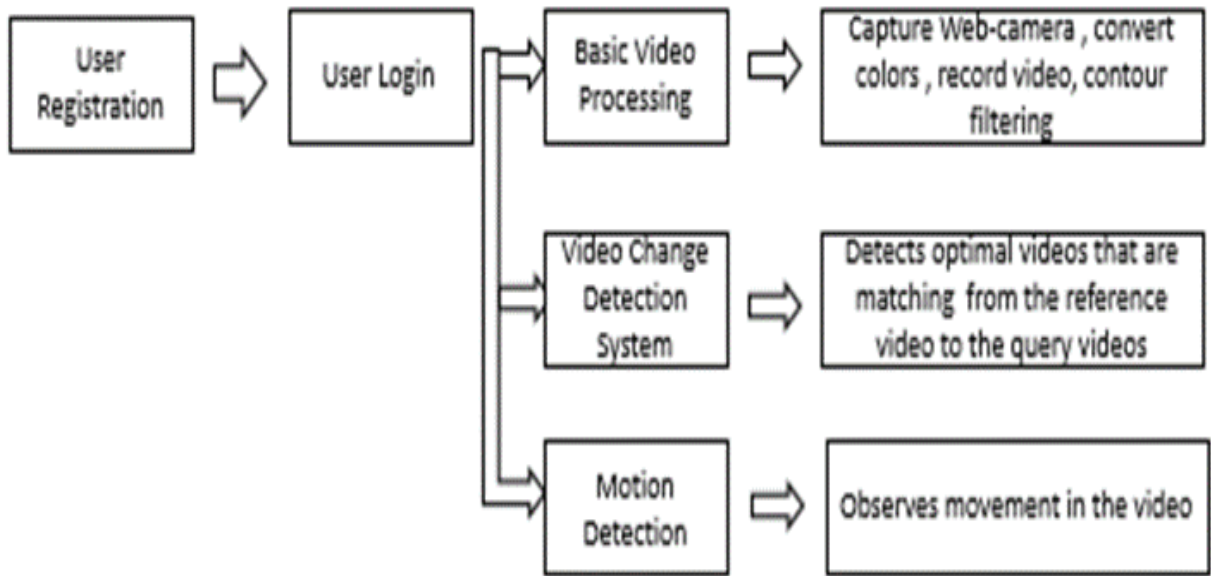 User
Registration
User Login
Basic Video
Processing
Capture Web-camera , convert
colors , record video, contour
filtering
Video Change
Detection
System
Detects optimal videos that are
matching from the reference
video to the query videos
Motion
Detection
Observes movement in the video